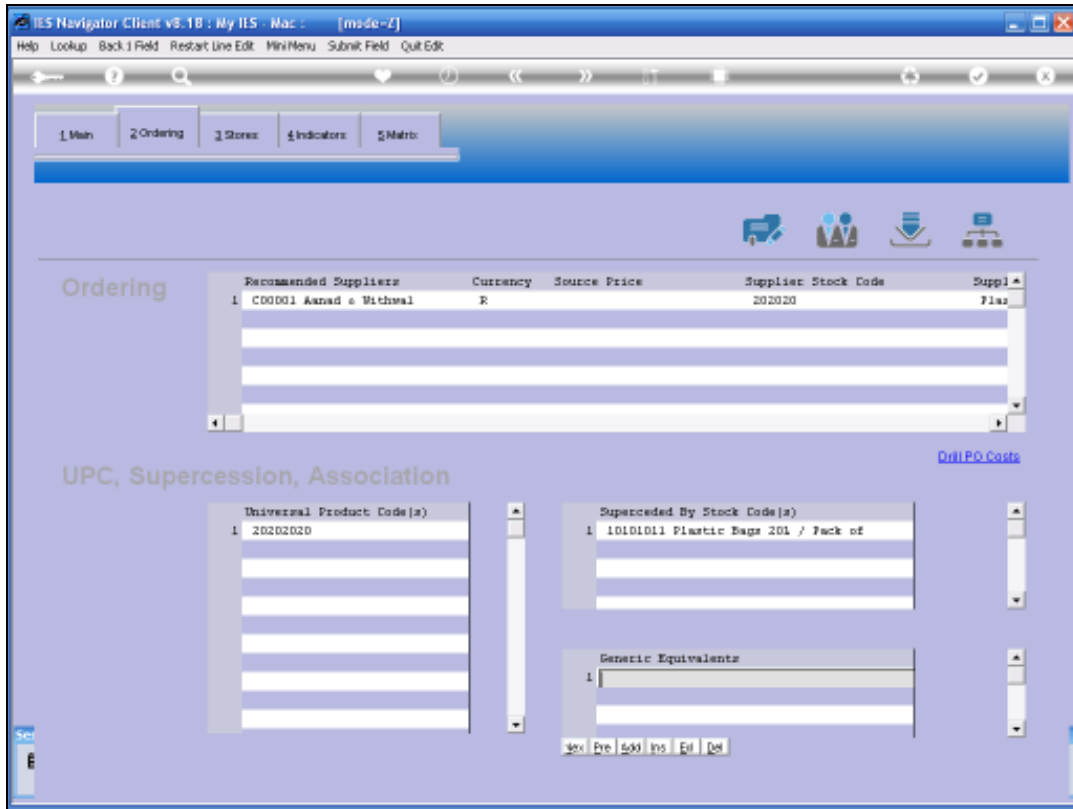 IES Navigator Client v8.18 : My IES - Mac : [mode=Z]
Help Lookup Back 1 Field Restart Line Edit MiniMenu Submit Field Quit Edit
1 Main 2 Ordering 3 Stores 4 Indicators 5 Matrix
Ordering
Recommended Suppliers Currency Source Price Supplier Stock Code Suppl
1 C00001 Aanad & Withwal R 202020 Plas
Drill PO Costs
UPC, Supercession, Association
Universal Product Code(s)
1 20202020
Superceded By Stock Code(s)
1 10101011 Plastic Bags 20L / Pack of
Generic Equivalents
1
Nex Pre Add Ins Del